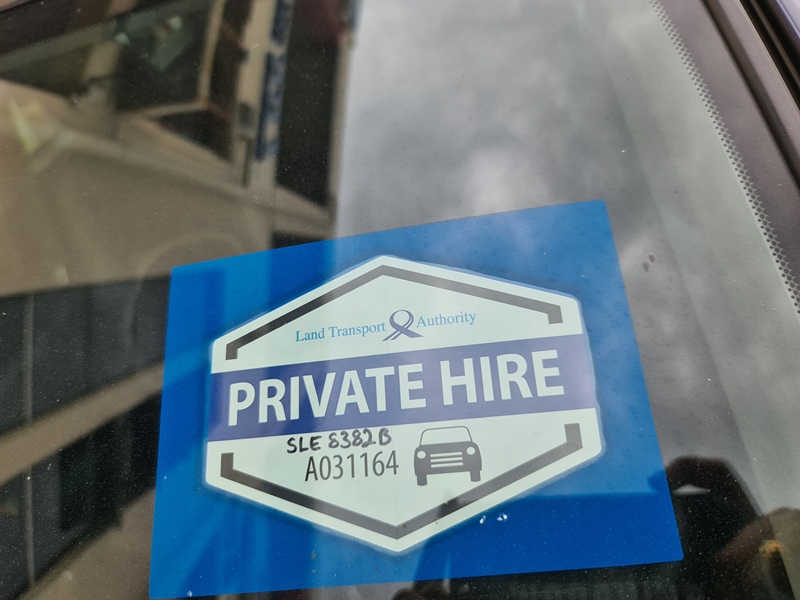 Land Transport Authority
PRIVATE HIRE
SLE 8382B
A031164